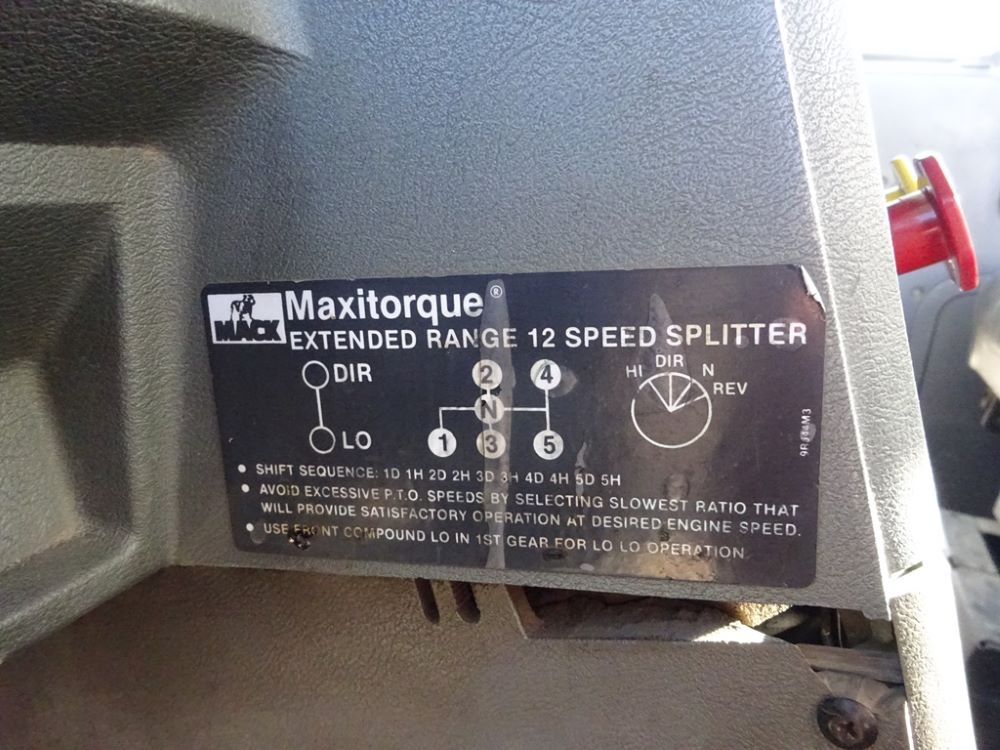 MACK
Maxitorque®
EXTENDED RANGE 12 SPEED SPLITTER
DIR
LO
2 4
N
1 3 5
HI DIR N
REV
• SHIFT SEQUENCE: 1D 1H 2D 2H 3D 3H 4D 4H 5D 5H
• AVOID EXCESSIVE P.T.O. SPEEDS BY SELECTING SLOWEST RATIO THAT
WILL PROVIDE SATISFACTORY OPERATION AT DESIRED ENGINE SPEED.
• USE FRONT COMPOUND LO IN 1ST GEAR FOR LO LO OPERATION